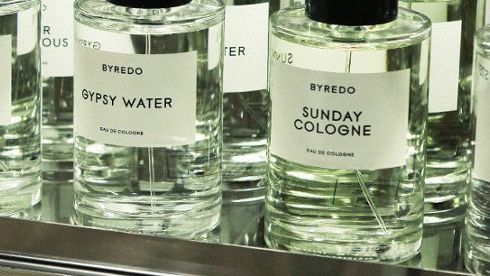 BYREDO
GYPSY WATER
EAU DE COLOGNE
BYREDO
SUNDAY
COLOGNE
EAU DE COLOGNE